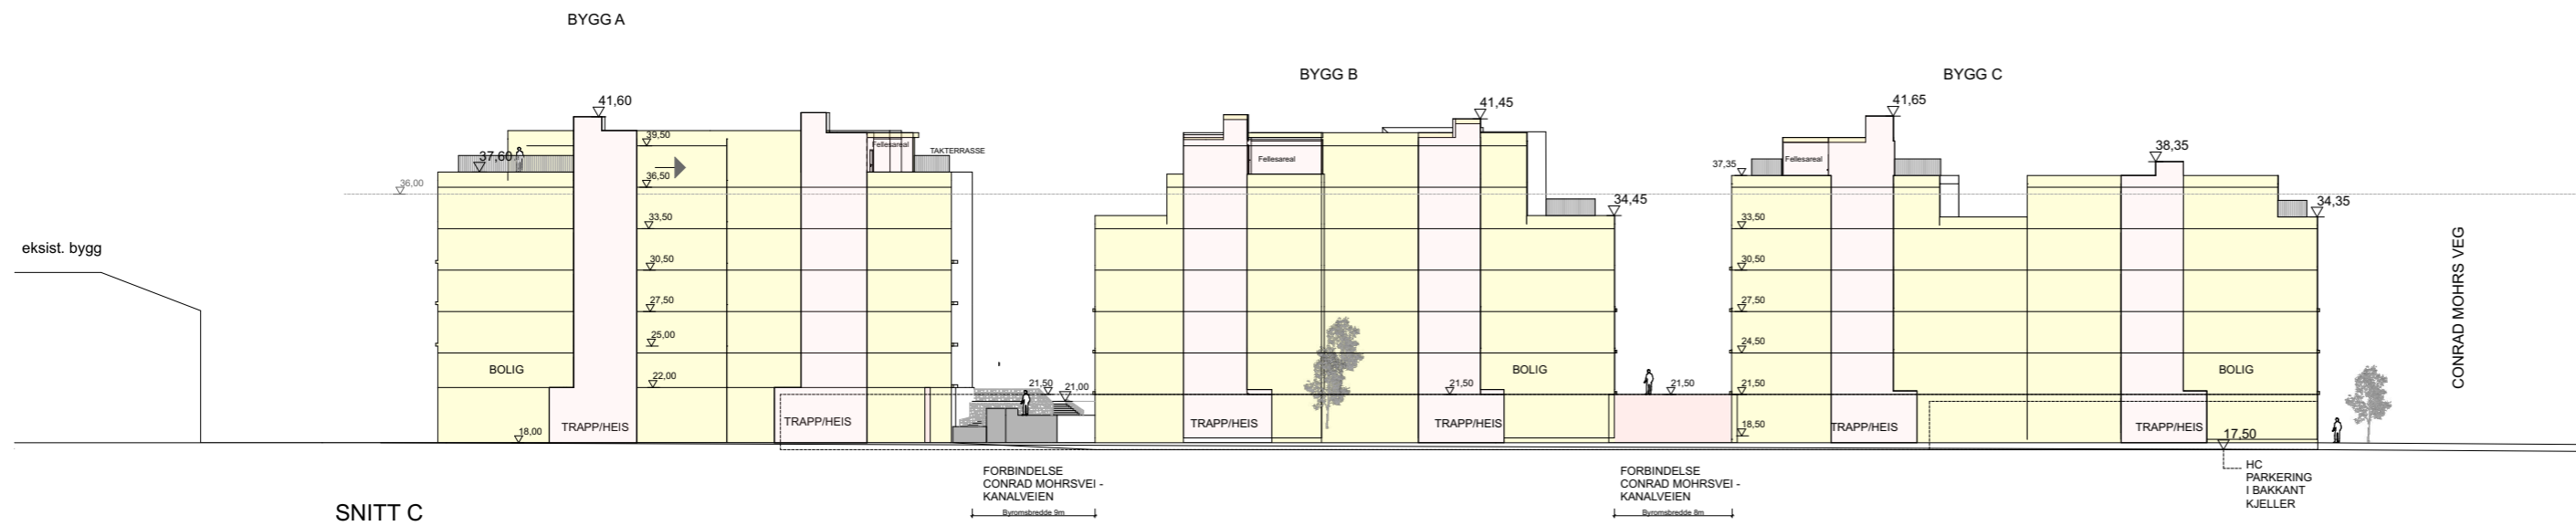 BYGG A
BYGG B
BYGG C
41,60
41,45
41,65
39,50
Fellesareal
TAKTERRASSE
37,60
36,50
36,00
Fellesareal
Fellesareal
37,35
38,35
34,45
34,35
33,50
33,50
eksist. bygg
30,50
30,50
27,50
27,50
25,00
24,50
BOLIG
BOLIG
BOLIG
22,00
21,50
21,00
21,50
21,50
21,50
CONRAD MOHRS VEG
18,00
TRAPP/HEIS
TRAPP/HEIS
TRAPP/HEIS
TRAPP/HEIS
TRAPP/HEIS
TRAPP/HEIS
18,50
17,50
FORBINDELSE
CONRAD MOHRSVEI -
KANALVEIEN
Byromsbredde 9m
FORBINDELSE
CONRAD MOHRSVEI -
KANALVEIEN
Byromsbredde 8m
HC
PARKERING
I BAKKANT
KJELLER
SNITT C